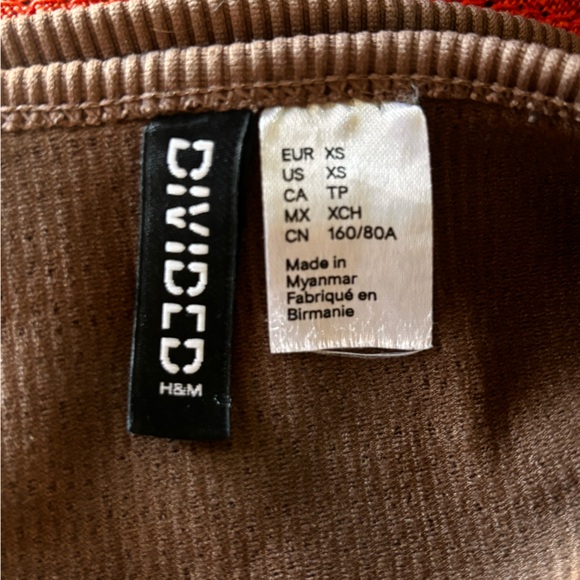 DIVIDED
H&M
EUR XS
US XS
CA TP
MX XCH
CN 160/80A
Made in
Myanmar
Fabriqué en
Birmanie